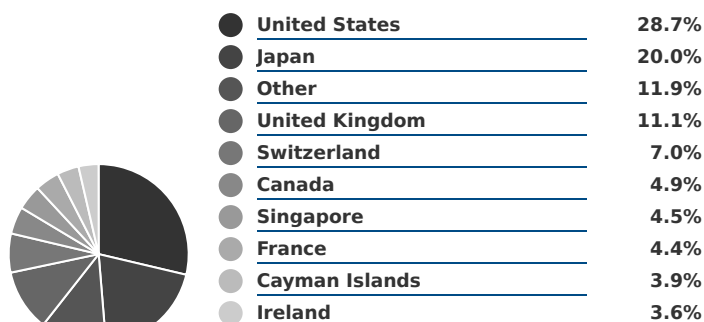 United States 28.7%
Japan 20.0%
Other 11.9%
United Kingdom 11.1%
Switzerland 7.0%
Canada 4.9%
Singapore 4.5%
France 4.4%
Cayman Islands 3.9%
Ireland 3.6%